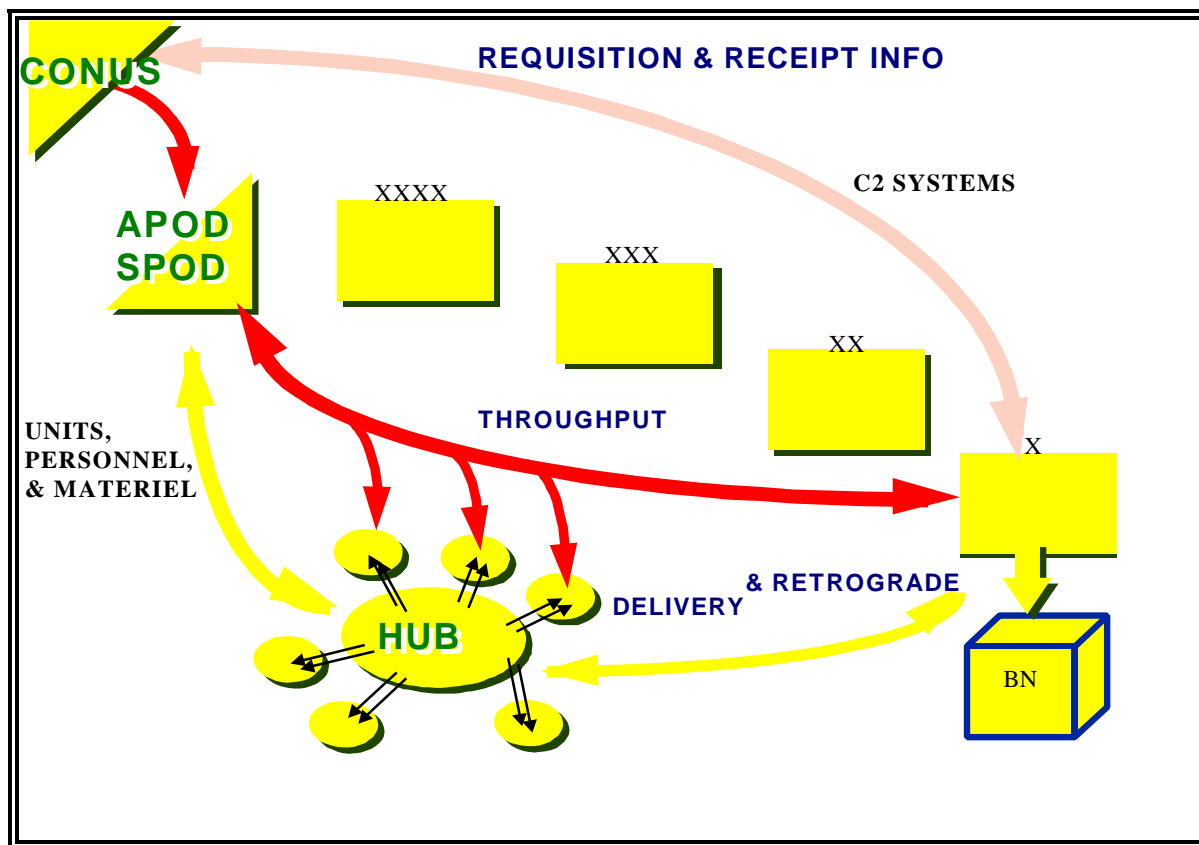 CONUS
REQUISITION & RECEIPT INFO
C2 SYSTEMS
XXXX
APOD
SPOD
XXX
XX
THROUGHPUT
UNITS,
PERSONNEL,
& MATERIEL
X
DELIVERY & RETROGRADE
HUB
BN